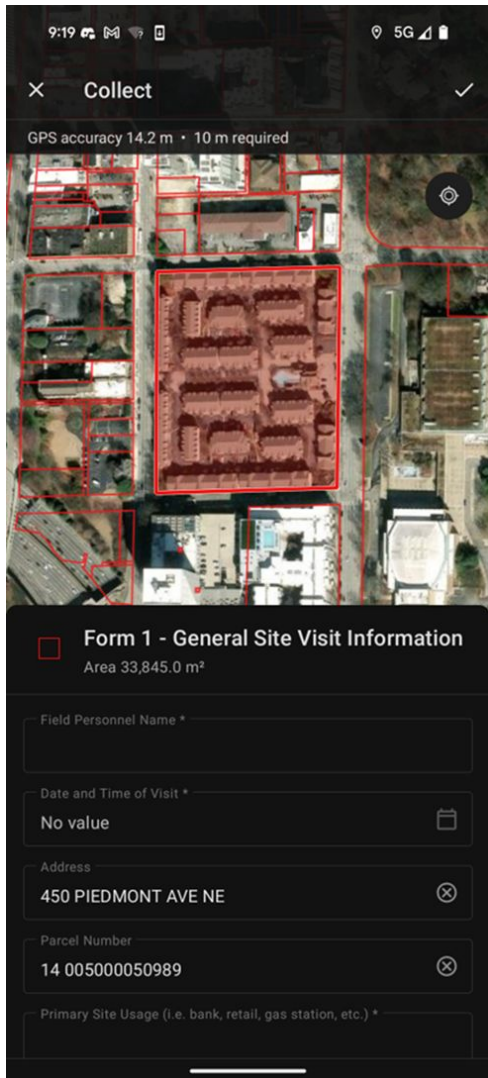 9:19
5G
Collect
GPS accuracy 14.2 m • 10 m required
Form 1 - General Site Visit Information
Area 33,845.0 m²
Field Personnel Name *
Date and Time of Visit *
No value
Address
450 PIEDMONT AVE NE
Parcel Number
14 005000050989
Primary Site Usage (i.e. bank, retail, gas station, etc.) *